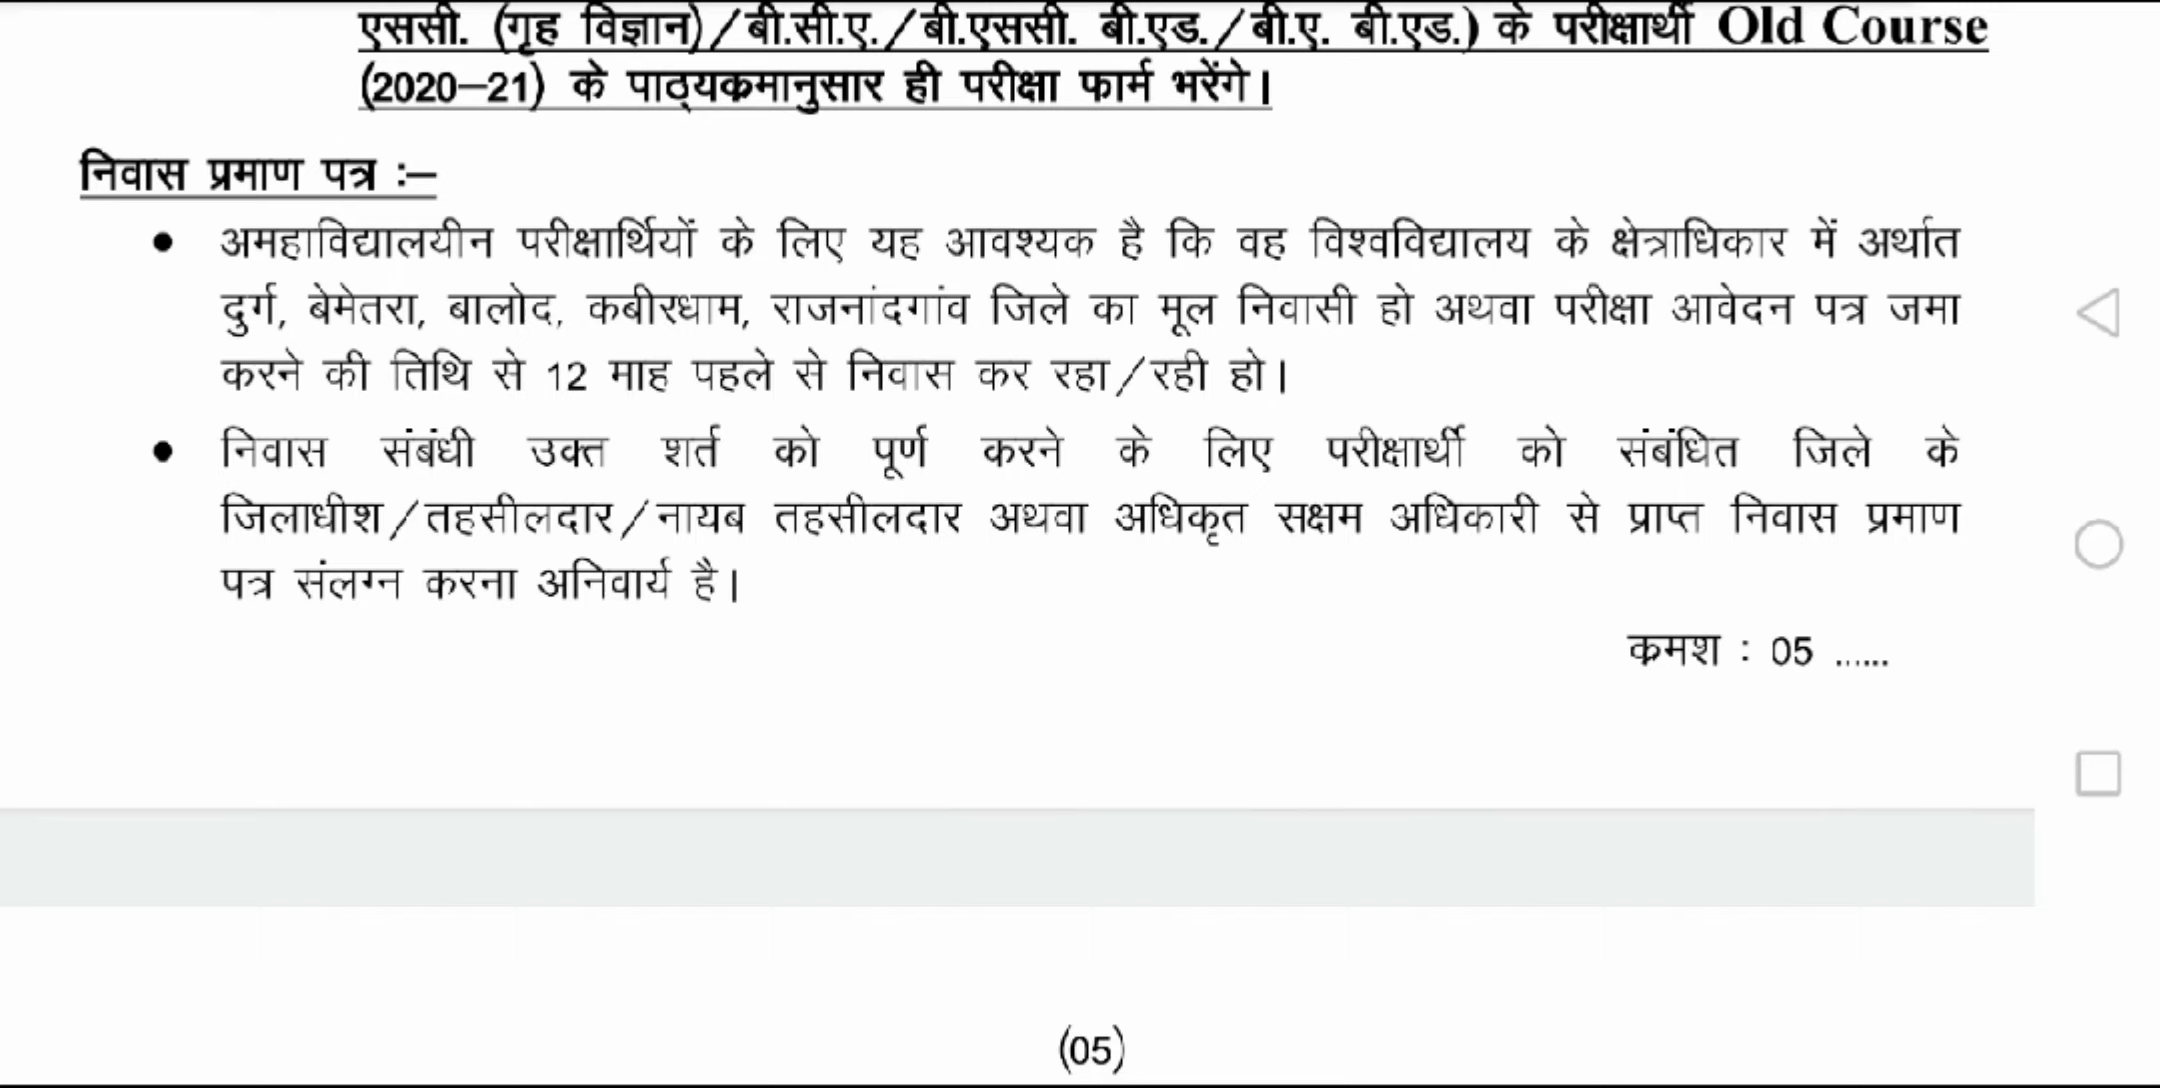 एससी. (गृह विज्ञान)/बी.सी.ए./बी.एससी. बी.एड./बी.ए. बी.एड.) के परीक्षार्थी Old Course
(2020–21) के पाठ्यकमानुसार ही परीक्षा फार्म भरेंगे।
निवास प्रमाण पत्र :–
• अमहाविद्यालयीन परीक्षार्थियों के लिए यह आवश्यक है कि वह विश्वविद्यालय के क्षेत्राधिकार में अर्थात
दुर्ग, बेमेतरा, बालोद, कबीरधाम, राजनांदगांव जिले का मूल निवासी हो अथवा परीक्षा आवेदन पत्र जमा
करने की तिथि से 12 माह पहले से निवास कर रहा/रही हो।
• निवास संबंधी उक्त शर्त को पूर्ण करने के लिए परीक्षार्थी को संबंधित जिले के
जिलाधीश/तहसीलदार/नायब तहसीलदार अथवा अधिकृत सक्षम अधिकारी से प्राप्त निवास प्रमाण
पत्र संलग्न करना अनिवार्य है।
कमश : 05 ......
(05)